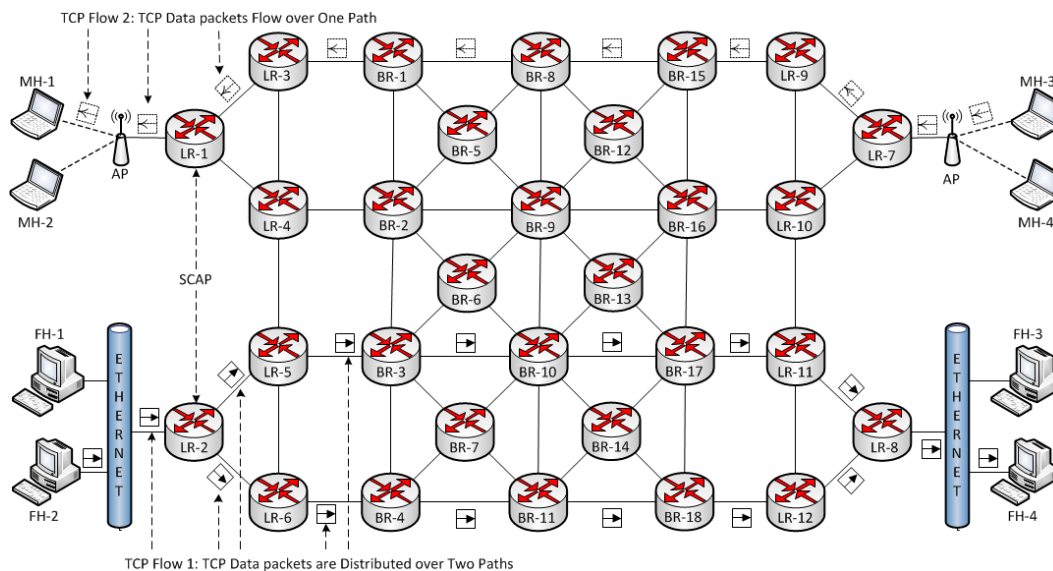 TCP Flow 2: TCP Data packets Flow over One Path
LR-3
BR-1
BR-8
BR-15
LR-9
MH-1
MH-3
LR-1
AP
BR-5
BR-12
LR-7
AP
MH-2
MH-4
LR-4
BR-2
BR-9
BR-16
LR-10
SCAP
BR-6
BR-13
FH-1
FH-3
LR-5
BR-3
BR-10
BR-17
LR-11
ETHERNET
ETHERNET
LR-2
BR-7
BR-14
LR-8
FH-2
FH-4
LR-6
BR-4
BR-11
BR-18
LR-12
TCP Flow 1: TCP Data packets are Distributed over Two Paths